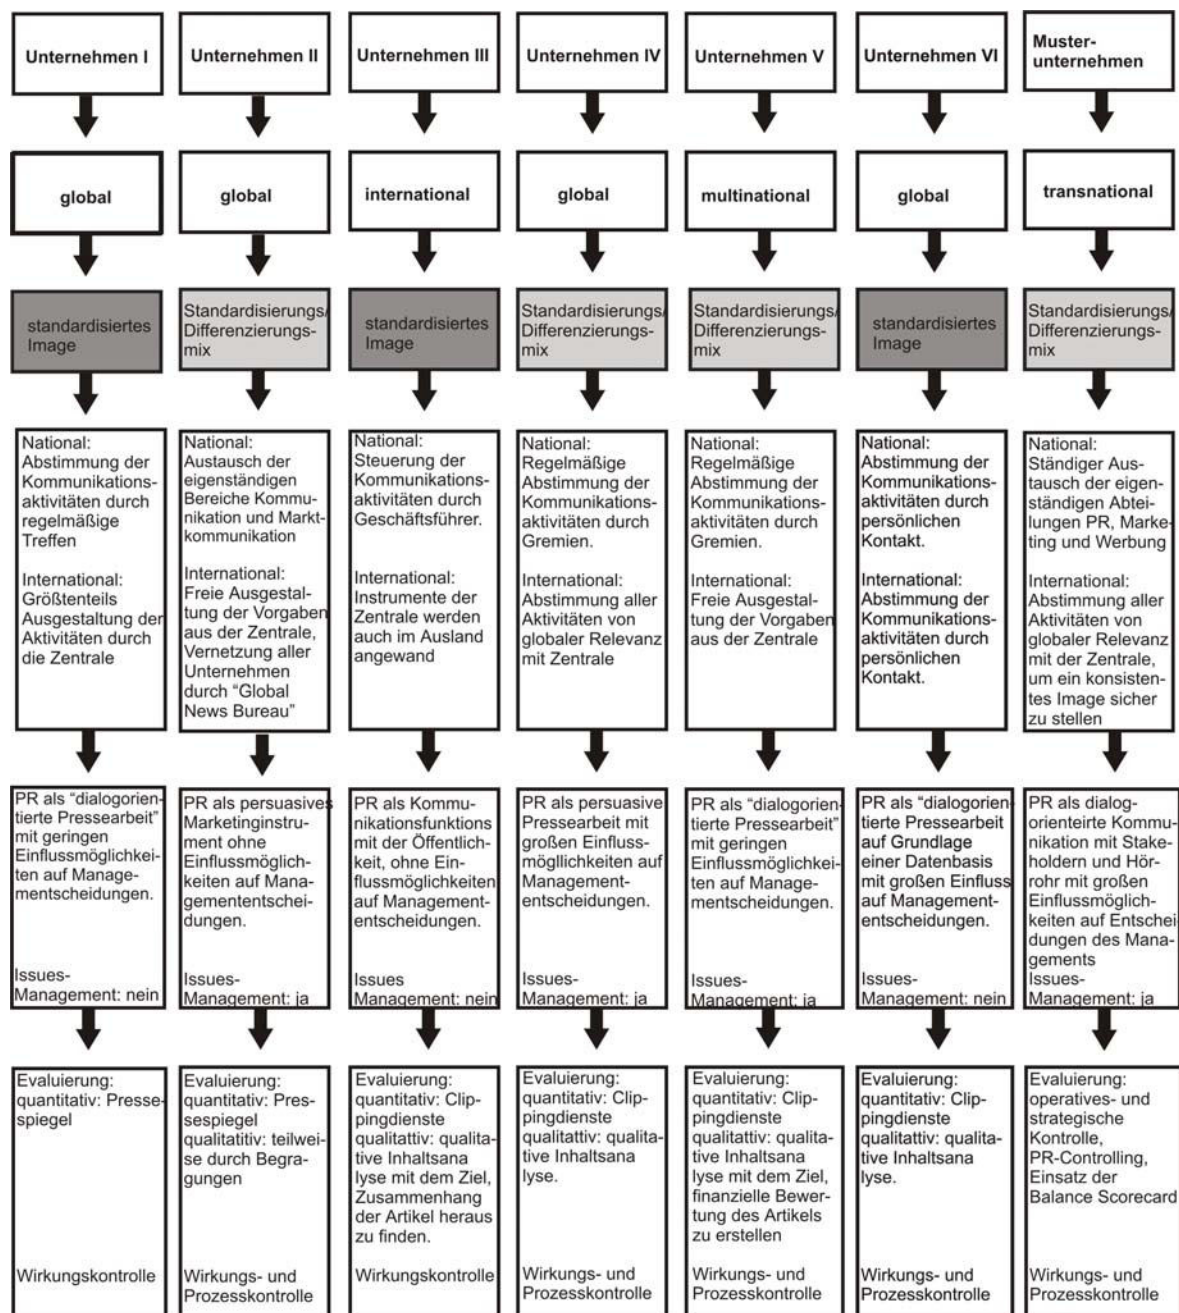 Unternehmen I
Unternehmen II
Unternehmen III
Unternehmen IV
Unternehmen V
Unternehmen VI
Muster-
unternehmen
global
global
international
global
multinational
global
transnational
standardisiertes
Image
Standardisierungs/
Differenzierungs-
mix
standardisiertes
Image
Standardisierungs/
Differenzierungs-
mix
Standardisierungs/
Differenzierungs-
mix
standardisiertes
Image
Standardisierungs/
Differenzierungs-
mix
National:
Abstimmung der
Kommunikations-
aktivitäten durch
regelmäßige
Treffen
International:
Größtenteils
Ausgestaltung der
Aktivitäten durch
die Zentrale
National:
Austausch der
eigenständigen
Bereiche Kommu-
nikation und Markt-
kommunikation
International:
Freie Ausgestal-
tung der Vorgaben
aus der Zentrale,
Vernetzung aller
Unternehmen
durch “Global
News Bureau”
National:
Steuerung der
Kommunikations-
aktivitäten durch
Geschäftsführer.
International:
Instrumente der
Zentrale werden
auch im Ausland
angewand
National:
Regelmäßige
Abstimmung der
Kommunikations-
aktivitäten durch
Gremien.
International:
Abstimmung aller
Aktivitäten von
globaler Relevanz
mit Zentrale
National:
Regelmäßige
Abstimmung der
Kommunikations-
aktivitäten durch
Gremien.
International:
Freie Ausgestal-
tung der Vorgaben
aus der Zentrale
National:
Abstimmung der
Kommunikations-
aktivitäten durch
persönlichen
Kontakt.
International:
Abstimmung der
Kommunikations-
aktivitäten durch
persönlichen
Kontakt.
National:
Ständiger Aus-
tausch der eigen-
ständigen Abtei-
lungen PR, Marke-
ting und Werbung
International:
Abstimmung aller
Aktivitäten von
globaler Relevanz
mit der Zentrale,
um ein konsisten-
tes Image sicher
zu stellen
PR als “dialogorien-
tierte Pressearbeit”
mit geringen
Einflussmöglichkei-
ten auf Manage-
mentscheidungen.
Issues-
Management: nein
PR als persuasives
Marketinginstru-
ment ohne
Einflussmöglich-
keiten auf Mana-
gemententschei-
dungen.
Issues-
Management: ja
PR als Kommu-
nikationsfunktions
mit der Öffentlich-
keit, ohne Ein-
flussmöglichkeiten
auf Management-
entscheidungen.
Issues
Management: nein
PR als persuasive
Pressearbeit mit
großen Einfluss-
mögllichkeiten auf
Management-
entscheidungen.
Issues-
Management: ja
PR als “dialogorien-
tierte Pressearbeit”
mit geringen
Einflussmöglichkei-
ten auf Manage-
mentscheidungen.
Issues-
Management: ja
PR als “dialogorien-
tierte Pressearbeit
auf Grundlage
einer Datenbasis
mit großen Einfluss
auf Management-
entscheidungen.
Issues-
Management: nein
PR als dialog-
orienteirte Kommu-
nikation mit Stake-
holdern und Hör-
rohr mit großen
Einflussmöglich-
keiten auf Entschei-
dungen des Mana-
gements
Issues-
Management: ja
Evaluierung:
quantitativ: Presse-
spiegel
Wirkungskontrolle
Evaluierung:
quantitativ: Pres-
sespiegel
qualitatitiv: teilwei-
se durch Begra-
gungen
Wirkungs- und
Prozesskontrolle
Evaluierung:
quantitativ: Clip-
pingdienste
qualitattiv: qualita-
tive Inhaltsana
lyse mit dem Ziel,
Zusammenhang
der Artikel heraus
zu finden.
Wirkungskontrolle
Evaluierung:
quantitativ: Clip-
pingdienste
qualitattiv: qualita-
tive Inhaltsana
lyse.
Wirkungs- und
Prozesskontrolle
Evaluierung:
quantitativ: Clip-
pingdienste
qualitattiv: qualita-
tive Inhaltsana
lyse mit dem Ziel,
finanzielle Bewer-
tung des Artikels
zu erstellen
Wirkungs- und
Prozesskontrolle
Evaluierung:
quantitativ: Clip-
pingdienste
qualitattiv: qualita-
tive Inhaltsana
lyse.
Wirkungs- und
Prozesskontrolle
Evaluierung:
operatives- und
strategische
Kontrolle,
PR-Controlling,
Einsatz der
Balance Scorecard
Wirkungs- und
Prozesskontrolle